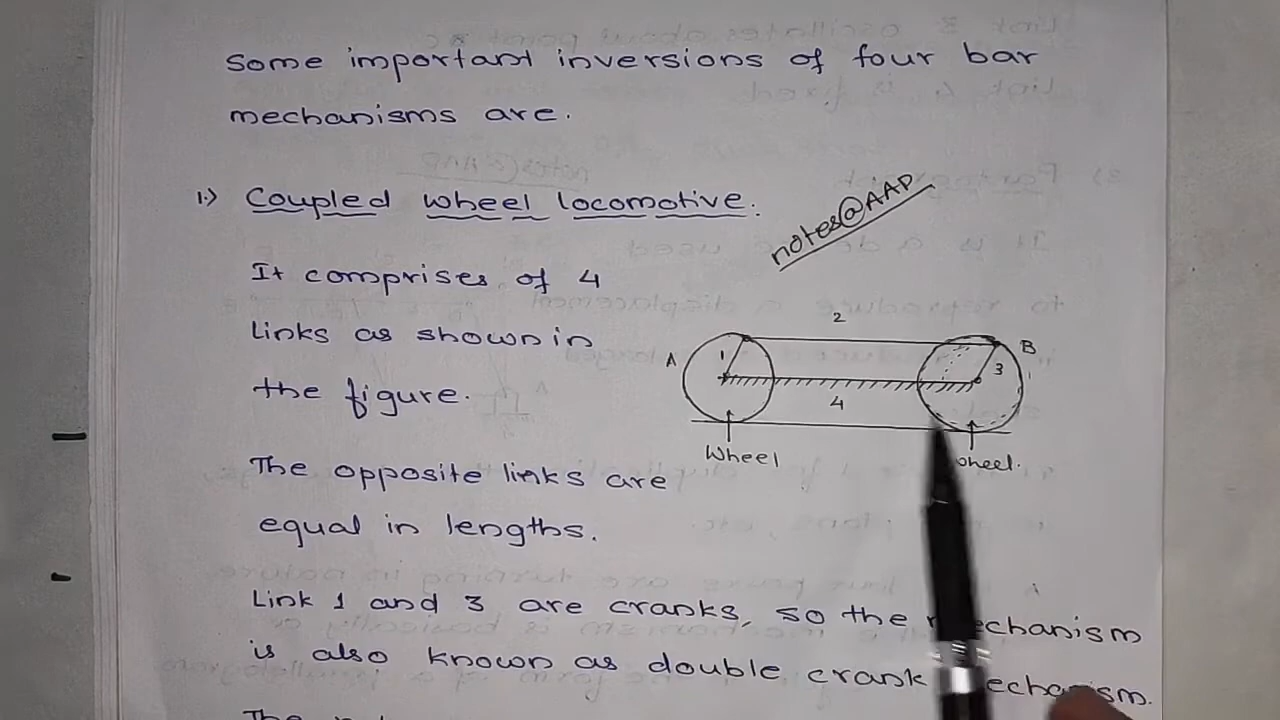 Some important inversions of four bar
mechanisms are.
1.) Coupled wheel locomotive.
notes@AAP
It comprises of 4
links as shown in
the figure.
2
A
1
B
3
4
Wheel
wheel.
The opposite links are
equal in lengths.
Link 1 and 3 are cranks, so the mechanism
is also known as double crank mechanism.
The